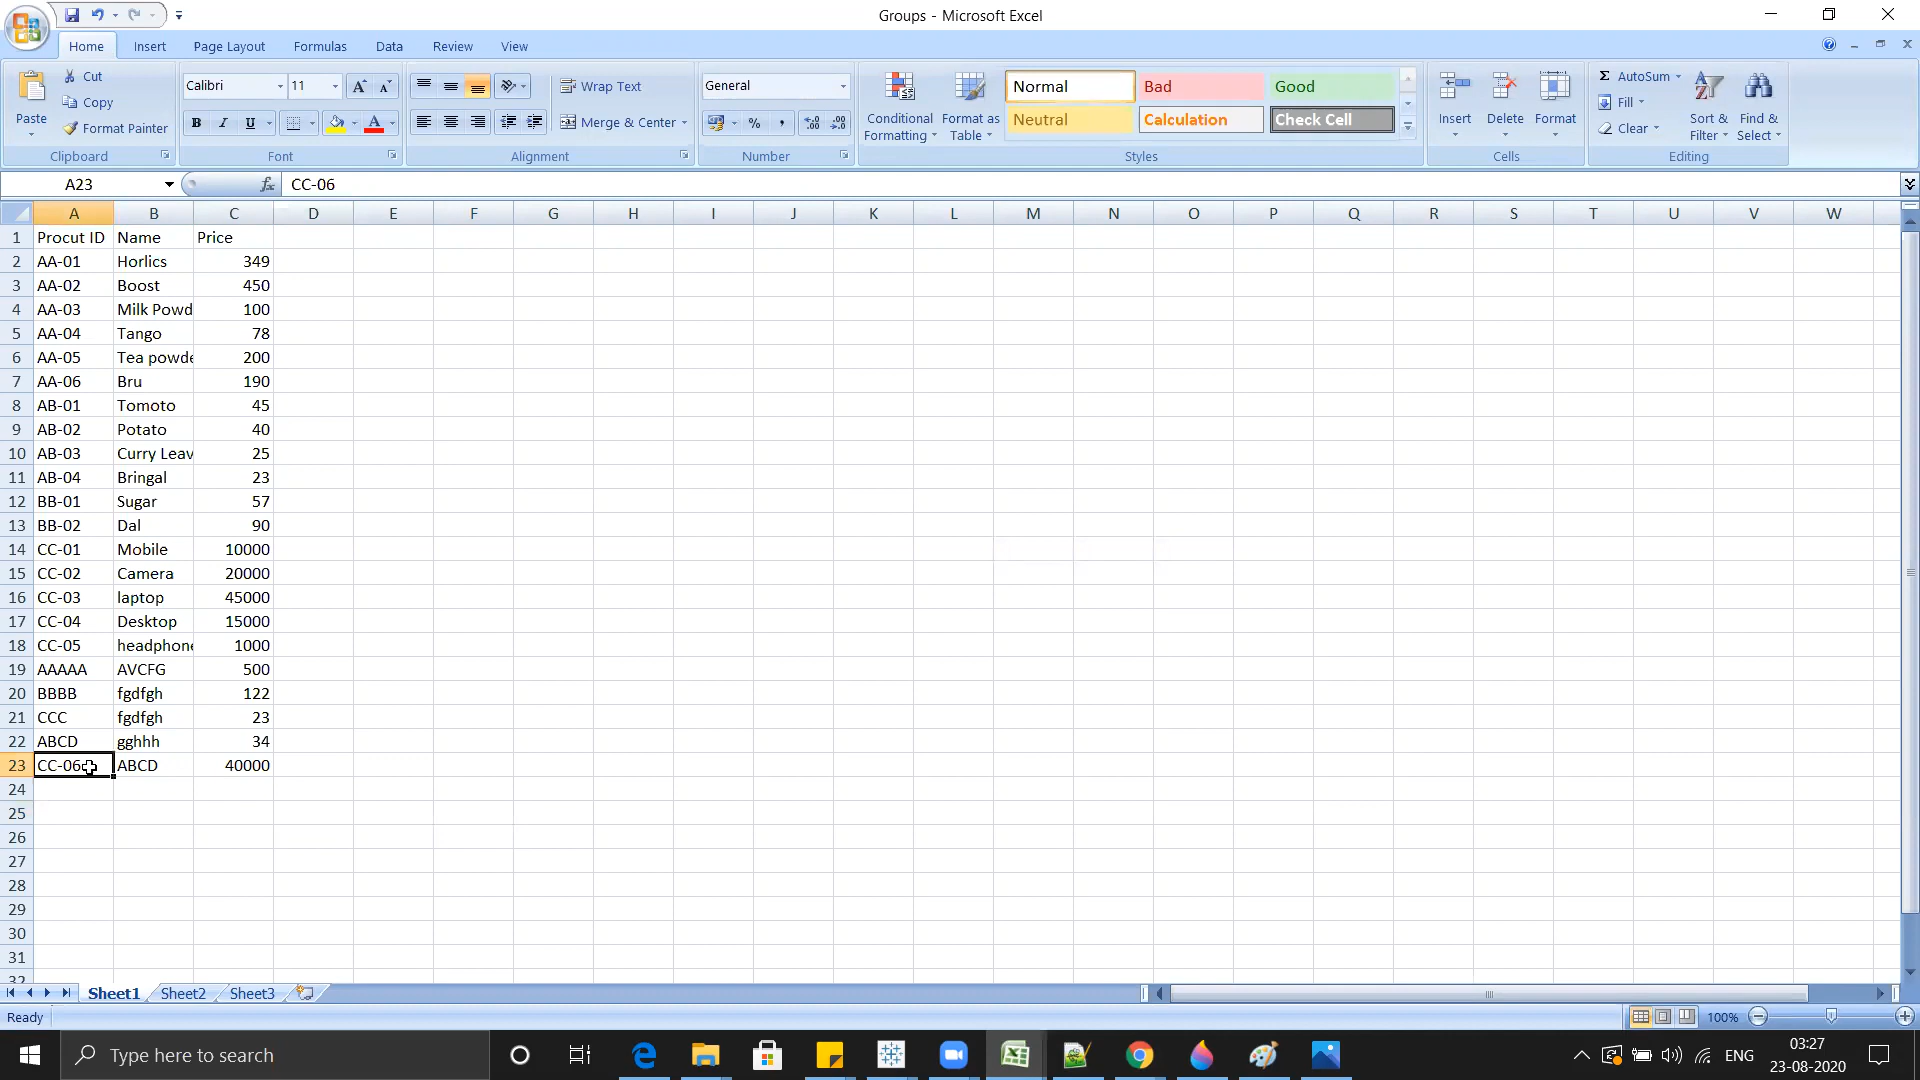 Groups - Microsoft Excel
Home Insert Page Layout Formulas Data Review View
Paste
Cut
Copy
Format Painter
Clipboard
Calibri 11
B I U
Font
Wrap Text
Merge & Center
Alignment
General
Number
Conditional Formatting
Format as Table
Normal Bad Good
Neutral Calculation Check Cell
Styles
Insert Delete Format
Cells
AutoSum
Fill
Clear
Sort & Filter
Find & Select
Editing
A23 fx CC-06
A B C D E F G H I J K L M N O P Q R S T U V W
1 Procut ID Name Price
2 AA-01 Horlics 349
3 AA-02 Boost 450
4 AA-03 Milk Powd 100
5 AA-04 Tango 78
6 AA-05 Tea powde 200
7 AA-06 Bru 190
8 AB-01 Tomoto 45
9 AB-02 Potato 40
10 AB-03 Curry Leav 25
11 AB-04 Bringal 23
12 BB-01 Sugar 57
13 BB-02 Dal 90
14 CC-01 Mobile 10000
15 CC-02 Camera 20000
16 CC-03 laptop 45000
17 CC-04 Desktop 15000
18 CC-05 headphone 1000
19 AAAAA AVCFG 500
20 BBBB fgdfgh 122
21 CCC fgdfgh 23
22 ABCD gghhh 34
23 CC-06 ABCD 40000
24
25
26
27
28
29
30
31
32
Sheet1 Sheet2 Sheet3
Ready 100%
Type here to search
ENG
03:27
23-08-2020